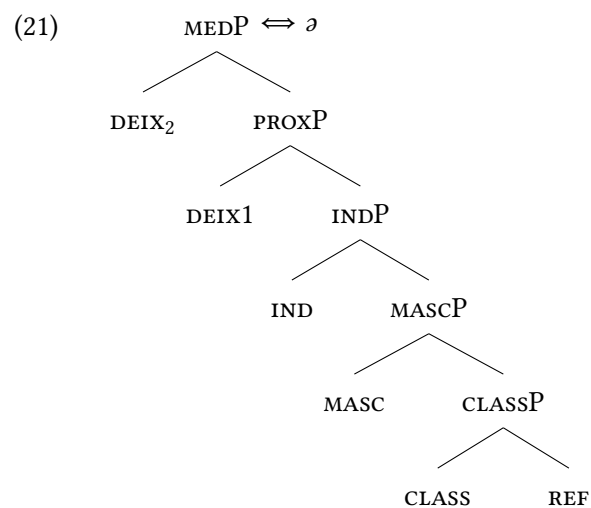 (21) MEDP ⇔ ə
DEIX₂ PROXP
DEIX1 INDP
IND MASCP
MASC CLASSP
CLASS REF